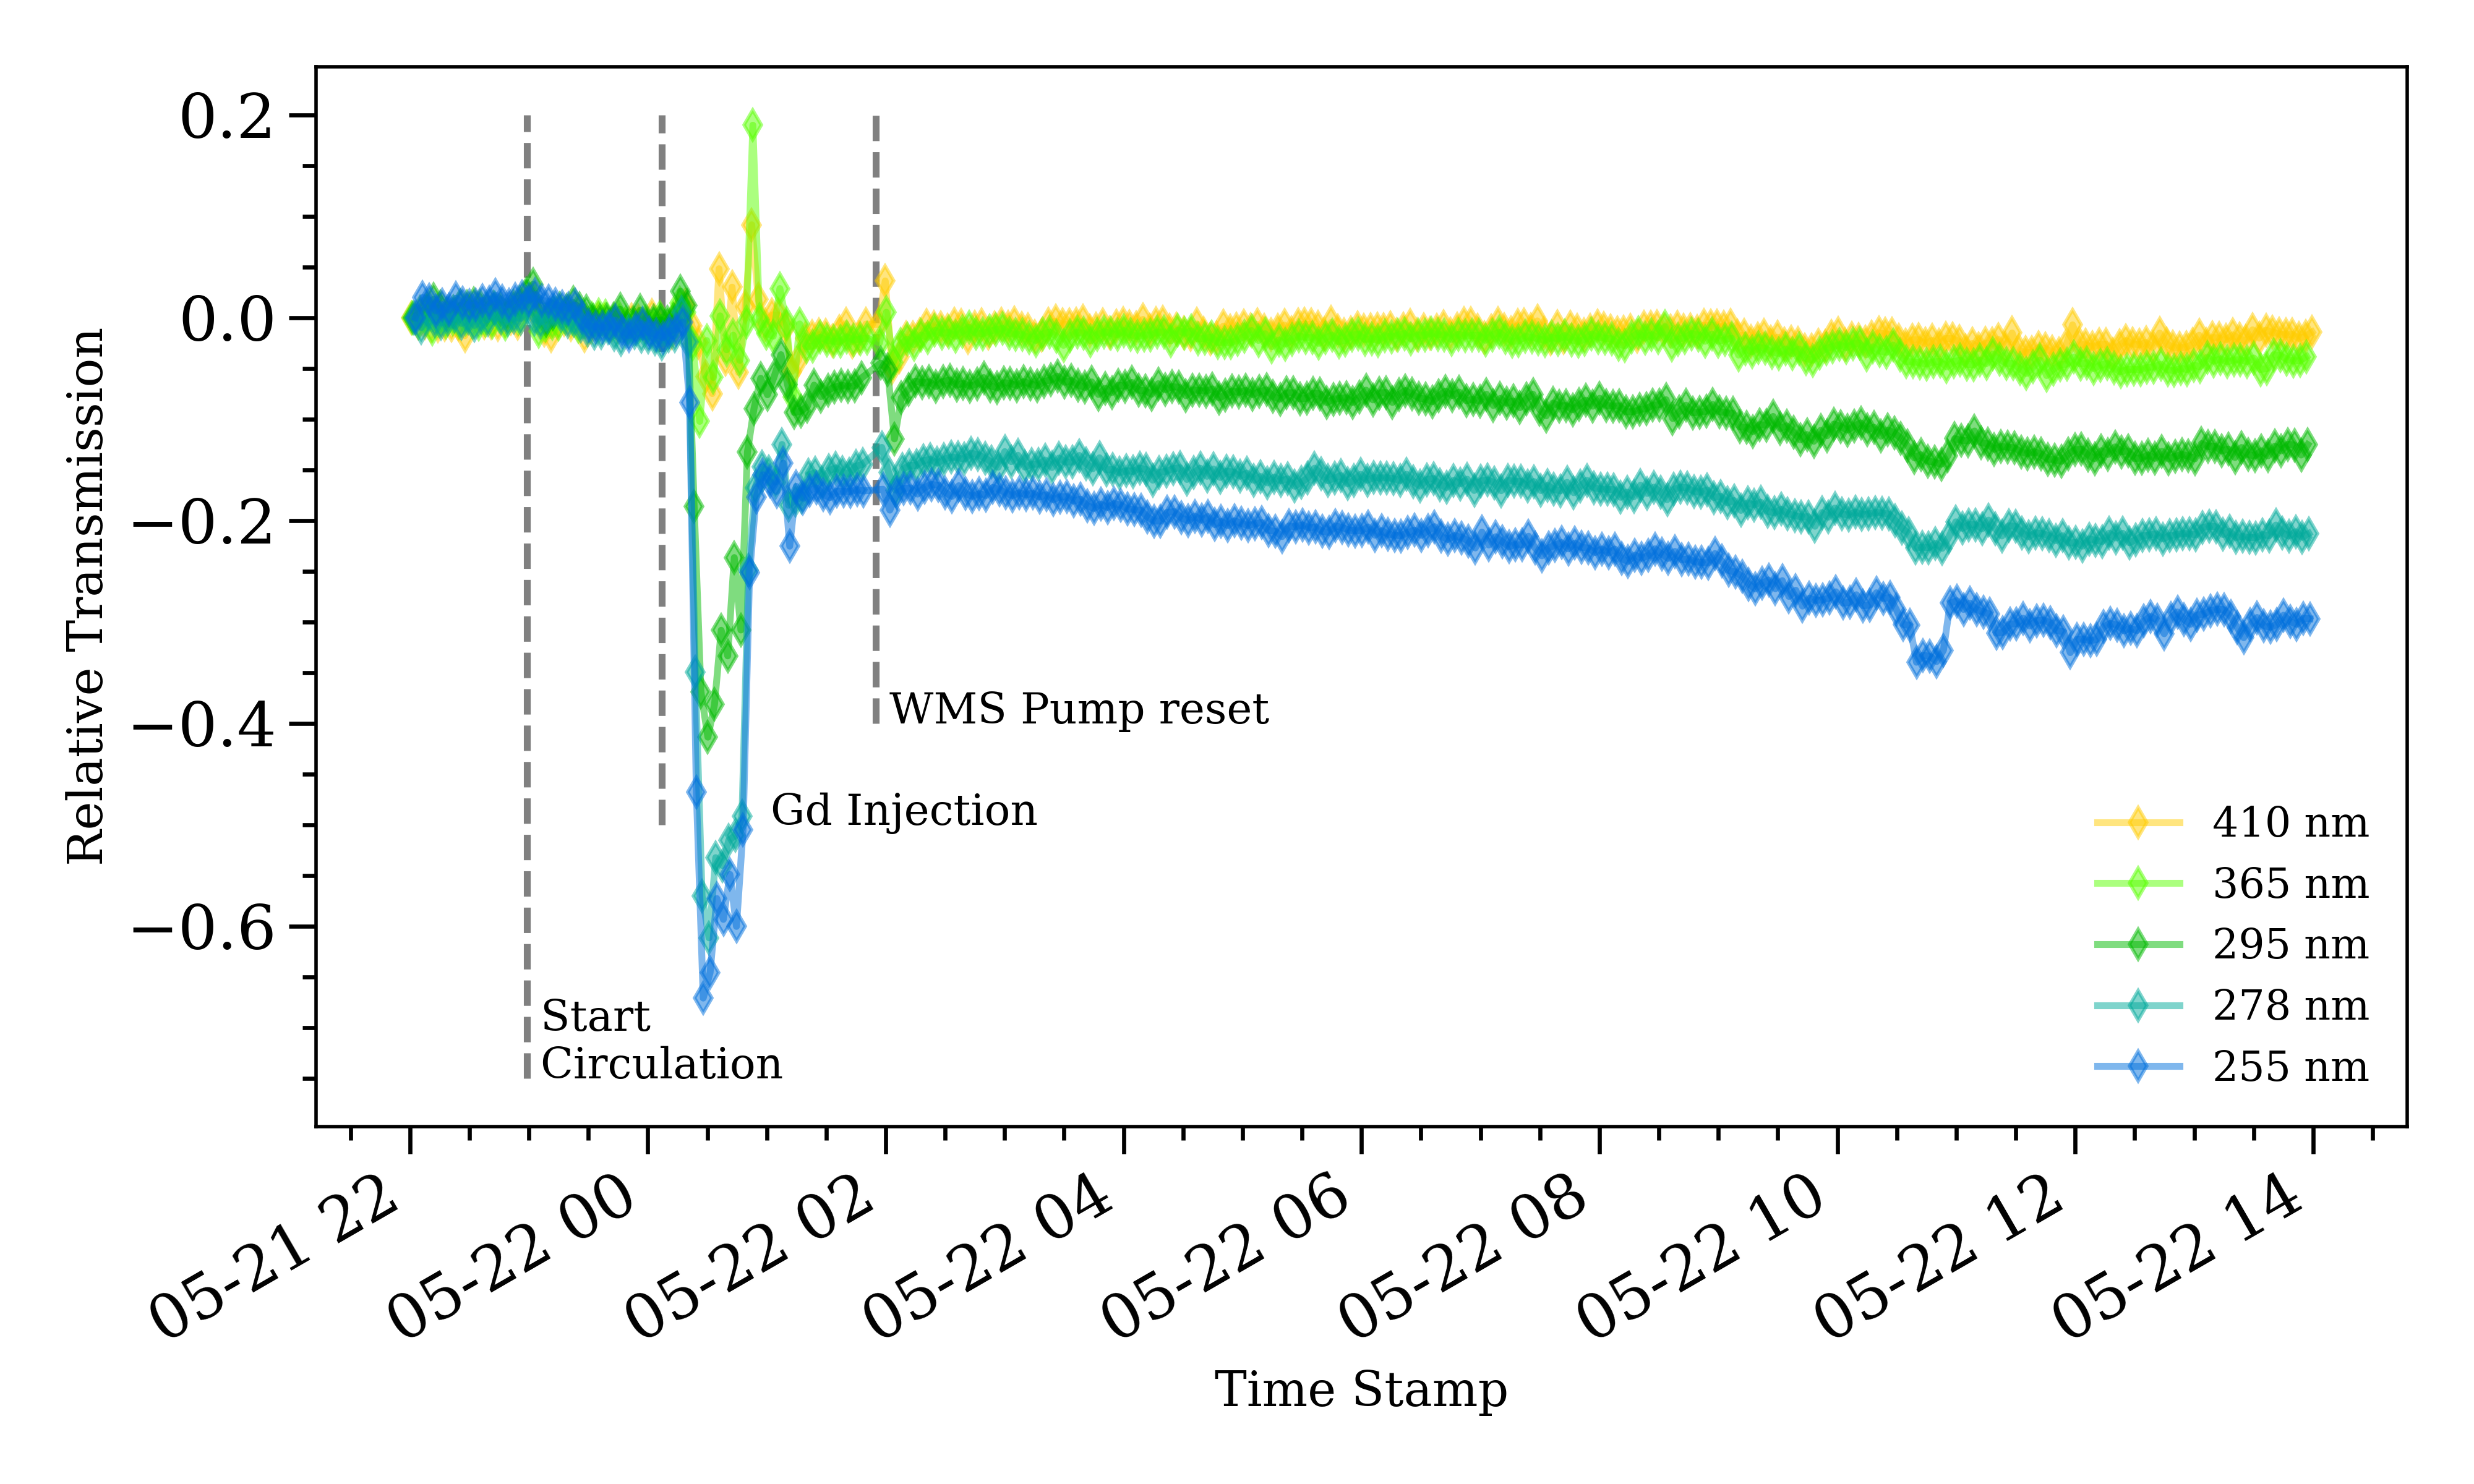 0.2
0.0
−0.2
−0.4
−0.6
Relative Transmission
WMS Pump reset
Gd Injection
Start
Circulation
410 nm
365 nm
295 nm
278 nm
255 nm
05-21 22
05-22 00
05-22 02
05-22 04
05-22 06
05-22 08
05-22 10
05-22 12
05-22 14
Time Stamp